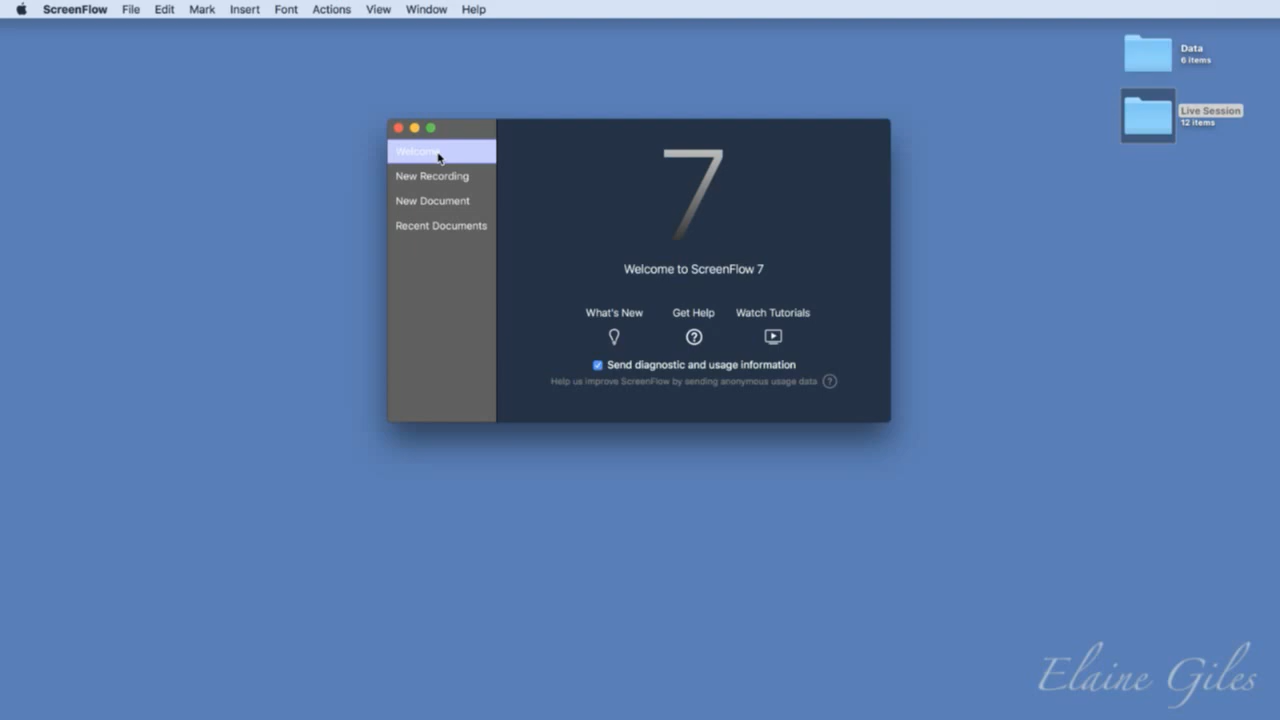 ScreenFlow File Edit Mark Insert Font Actions View Window Help
Data
6 items
Live Session
12 items
Welcome
New Recording
New Document
Recent Documents
7
Welcome to ScreenFlow 7
What's New Get Help Watch Tutorials
?
Send diagnostic and usage information
Help us improve ScreenFlow by sending anonymous usage data ?
Elaine Giles